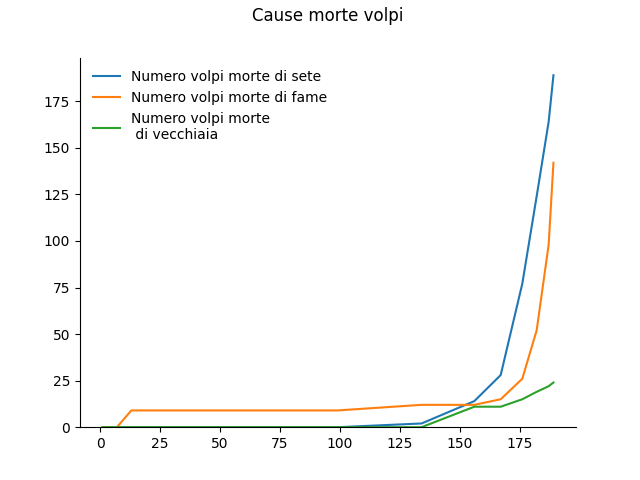 Cause morte volpi
Numero volpi morte di sete
Numero volpi morte di fame
Numero volpi morte
di vecchiaia
175
150
125
100
75
50
25
0
0 25 50 75 100 125 150 175